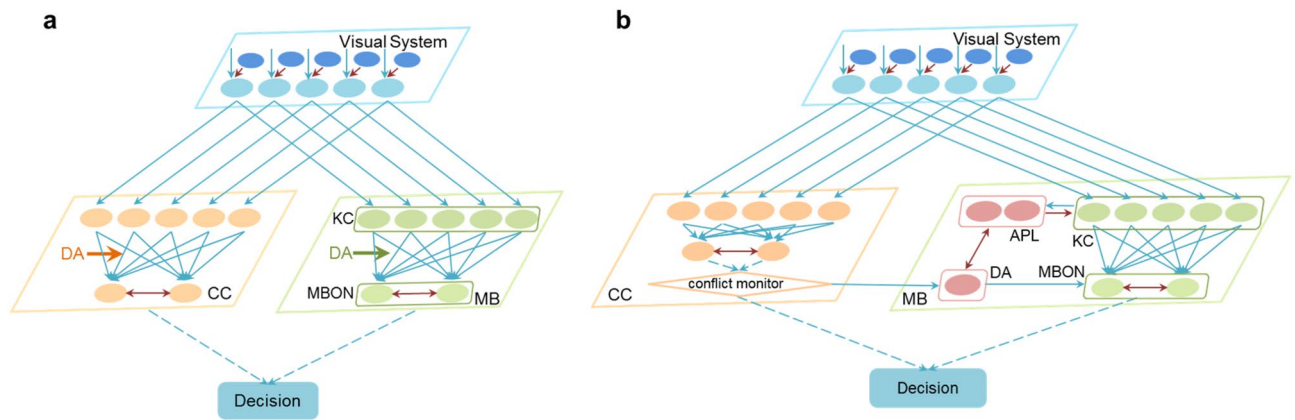 a
Visual System
KC
DA
DA
CC
MBON
MB
Decision
b
Visual System
APL
KC
DA
MBON
conflict monitor
CC
MB
Decision